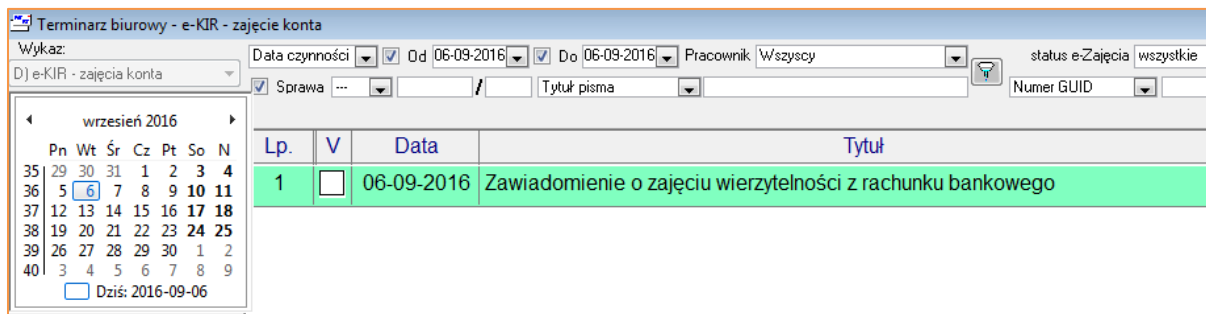 Terminarz biurowy - e-KIR - zajęcie konta
Wykaz:
D) e-KIR - zajęcia konta
Data czynności Od 06-09-2016 Do 06-09-2016 Pracownik Wszyscy status e-Zajęcia wszystkie
Sprawa --- / Tytuł pisma Numer GUID
wrzesień 2016
Pn Wt Śr Cz Pt So N
35 29 30 31 1 2 3 4
36 5 6 7 8 9 10 11
37 12 13 14 15 16 17 18
38 19 20 21 22 23 24 25
39 26 27 28 29 30 1 2
40 3 4 5 6 7 8 9
Dziś: 2016-09-06
Lp. V Data Tytuł
1 06-09-2016 Zawiadomienie o zajęciu wierzytelności z rachunku bankowego